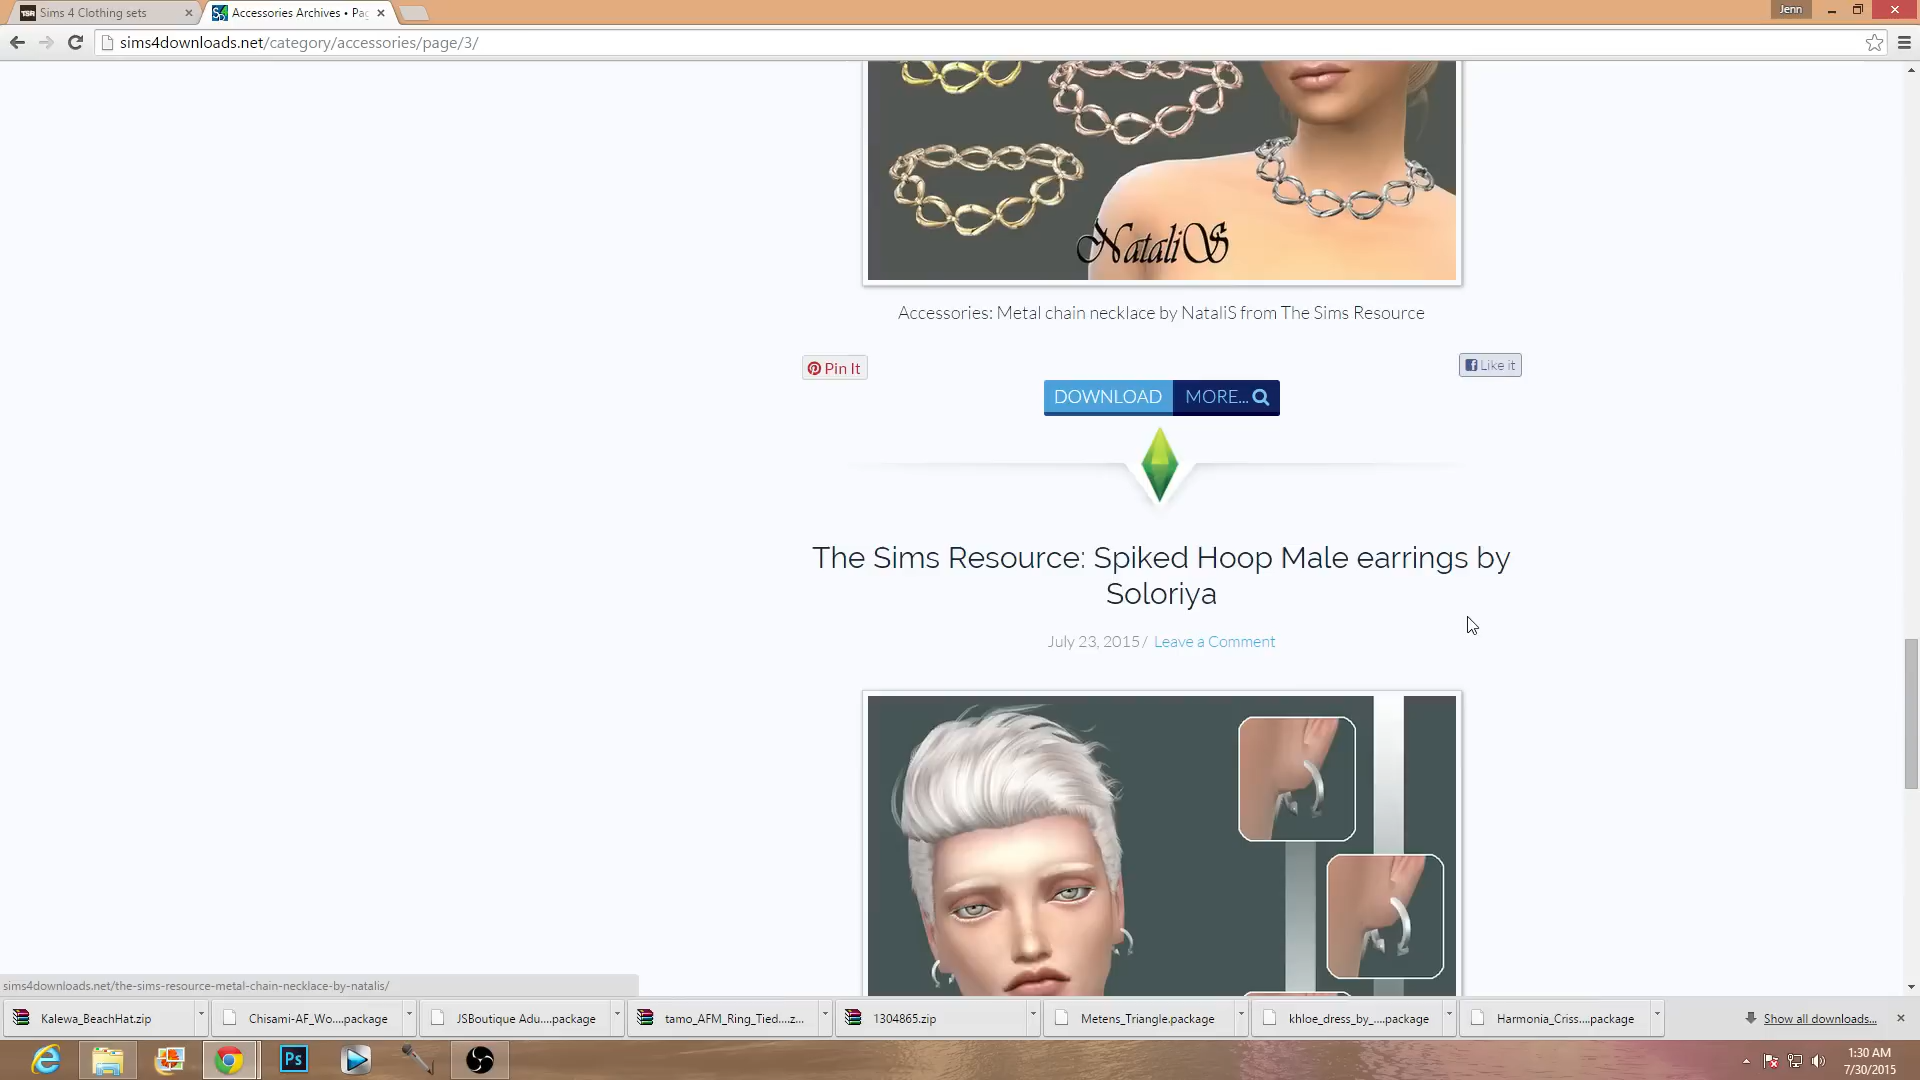 TSR Sims 4 Clothing sets
Accessories Archives • Pa
Jenn
sims4downloads.net/category/accessories/page/3/
NataliS
Accessories: Metal chain necklace by NataliS from The Sims Resource
Pin It
Like it
DOWNLOAD MORE...
The Sims Resource: Spiked Hoop Male earrings by
Soloriya
July 23, 2015 / Leave a Comment
sims4downloads.net/the-sims-resource-metal-chain-necklace-by-natalis/
Kalewa_BeachHat.zip
Chisami-AF_Wo....package
JSBoutique Adu....package
tamo_AFM_Ring_Tied....z...
1304865.zip
Metens_Triangle.package
khloe_dress_by_....package
Harmonia_Criss....package
Show all downloads...
Ps
1:30 AM
7/30/2015